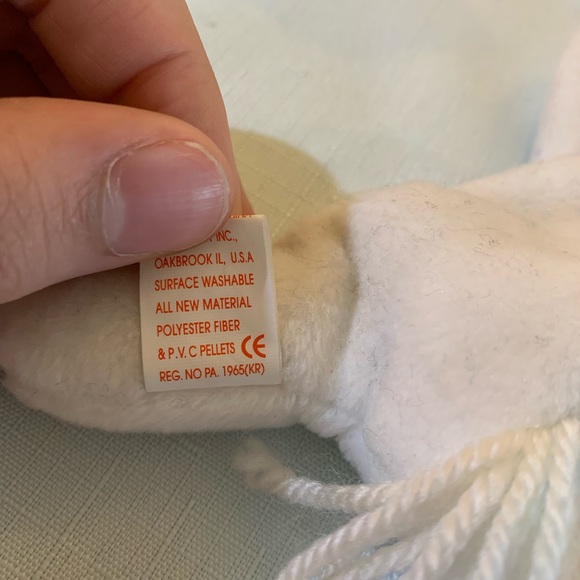 INC.,
OAKBROOK IL, U.S.A
SURFACE WASHABLE
ALL NEW MATERIAL
POLYESTER FIBER
& P.V.C PELLETS CE
REG. NO PA. 1965(KR)